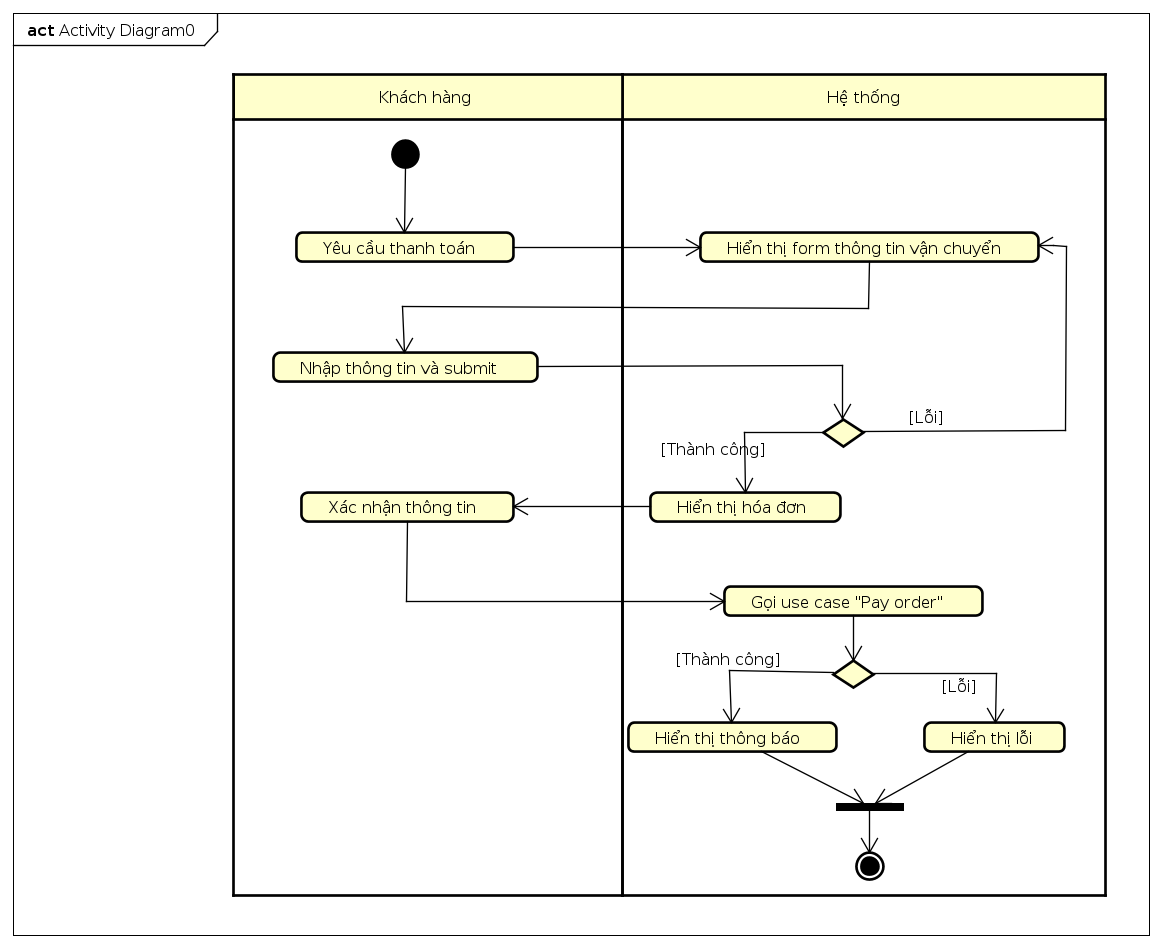 act Activity Diagram0
Khách hàng
Hệ thống
Yêu cầu thanh toán
Hiển thị form thông tin vận chuyển
Nhập thông tin và submit
[Lỗi]
[Thành công]
Xác nhận thông tin
Hiển thị hóa đơn
Gọi use case "Pay order"
[Thành công]
[Lỗi]
Hiển thị thông báo
Hiển thị lỗi